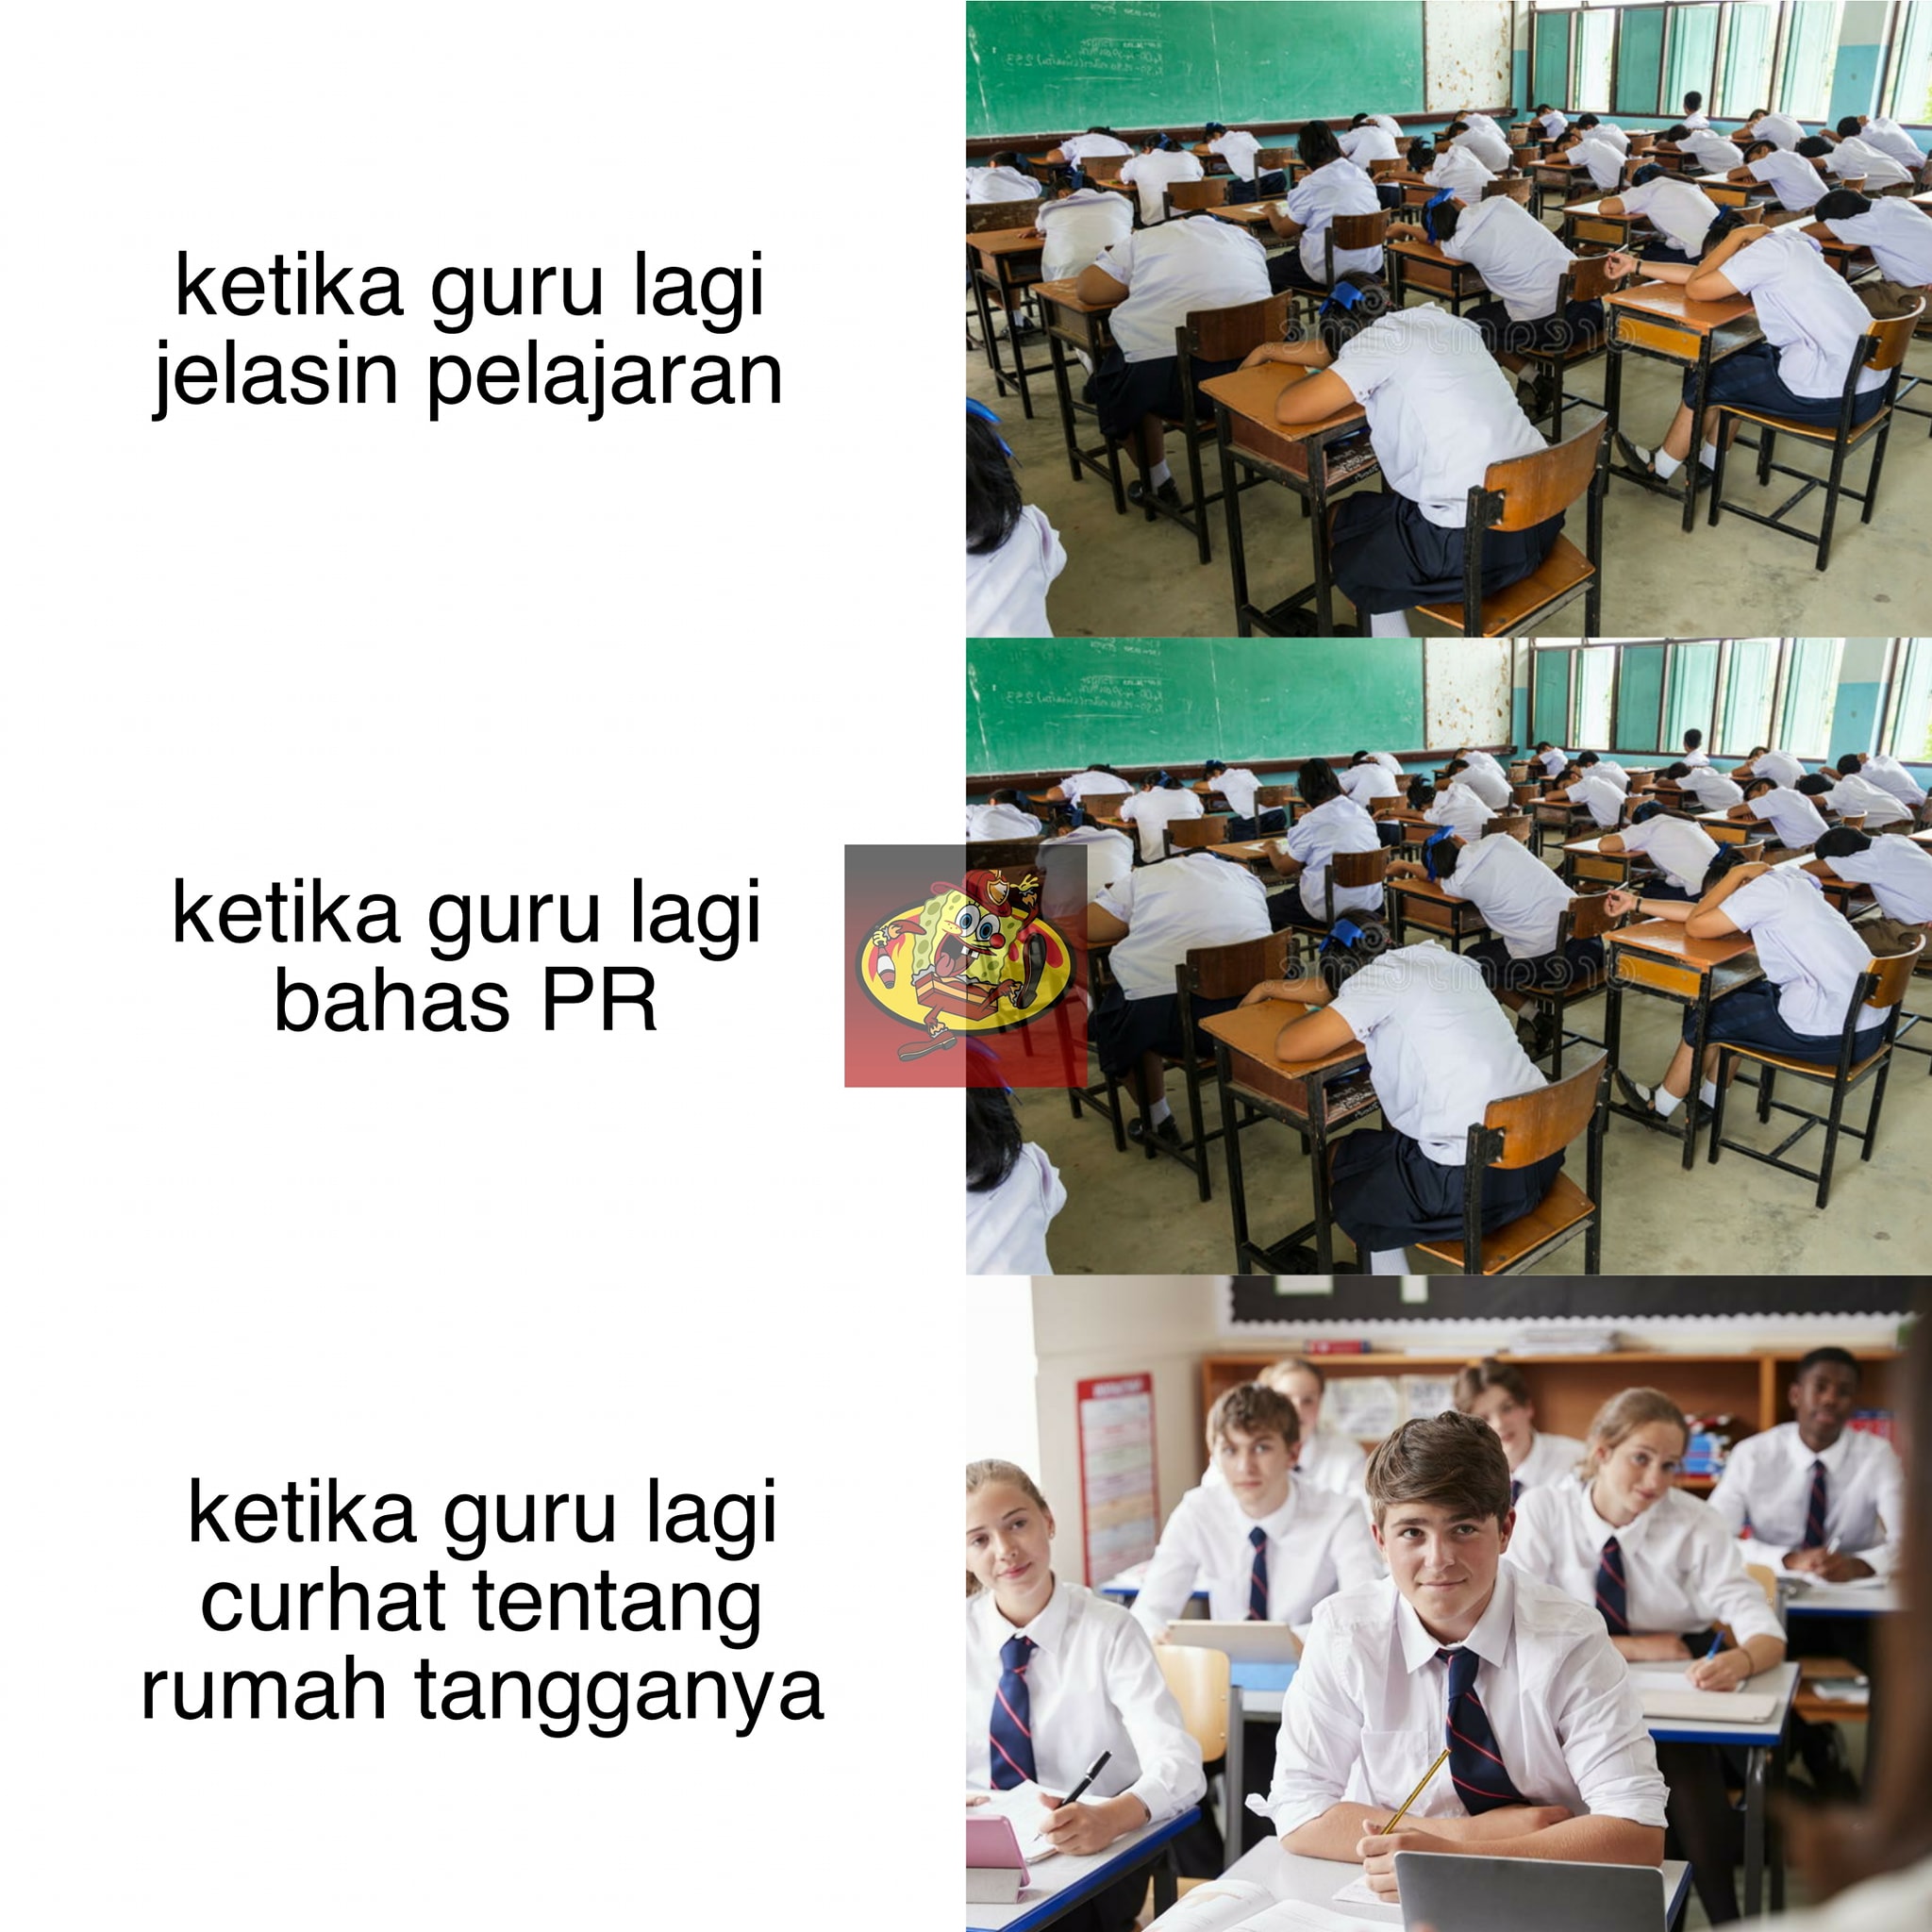 ketika guru lagi
jelasin pelajaran
ketika guru lagi
bahas PR
ketika guru lagi
curhat tentang
rumah tangganya